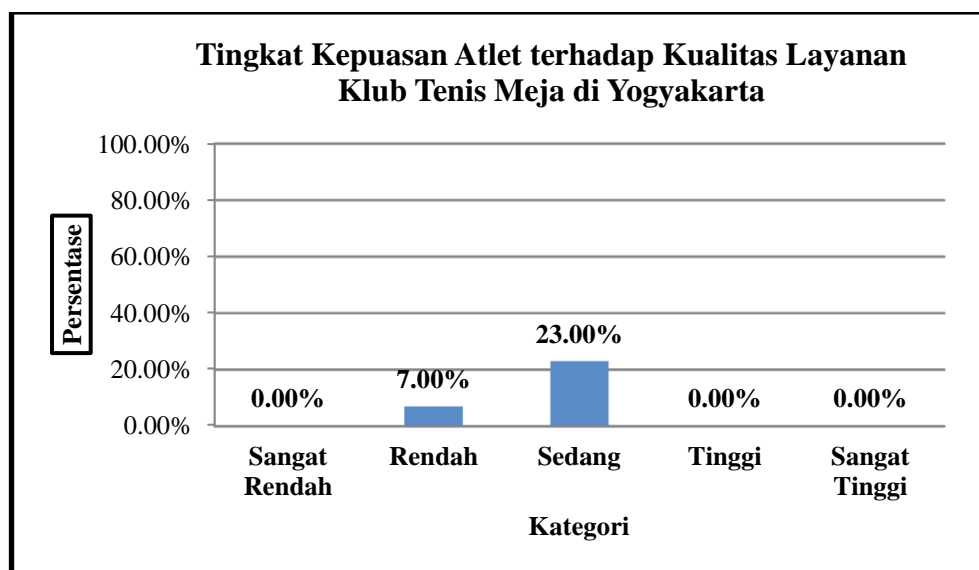 Tingkat Kepuasan Atlet terhadap Kualitas Layanan
Klub Tenis Meja di Yogyakarta
100.00%
80.00%
60.00%
40.00%
20.00%
0.00%
Persentase
0.00%
7.00%
23.00%
0.00%
0.00%
Sangat
Rendah
Rendah
Sedang
Tinggi
Sangat
Tinggi
Kategori